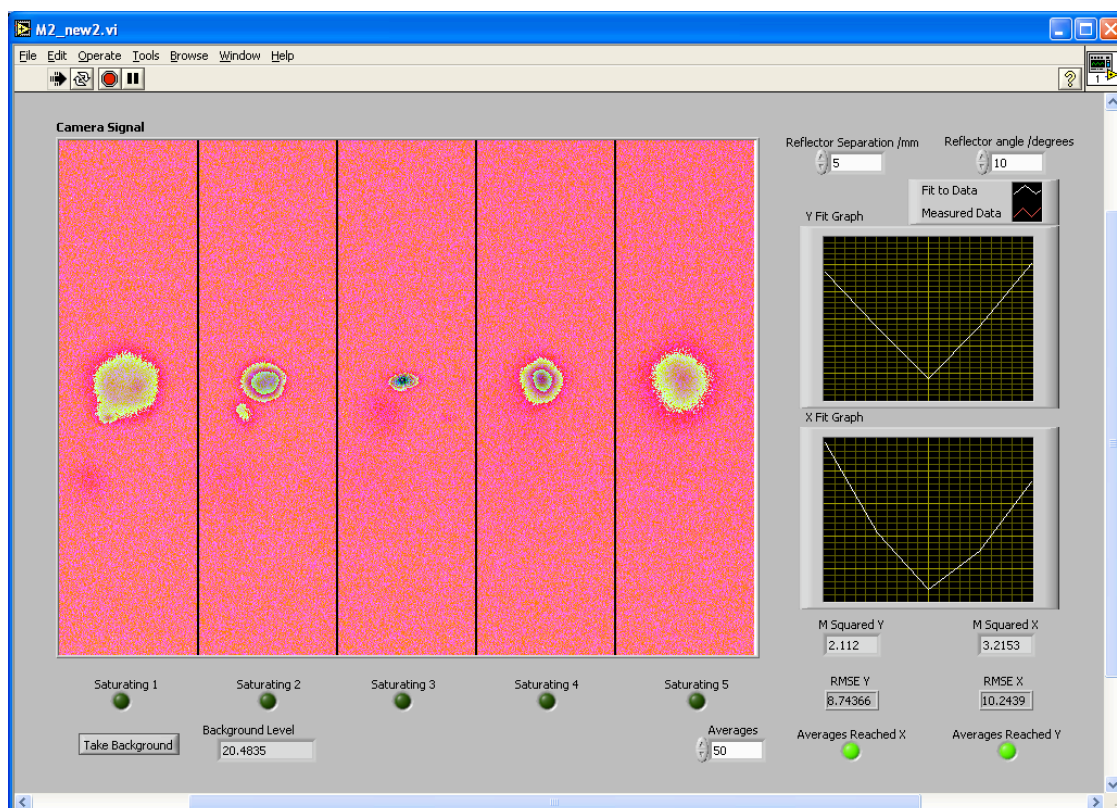 M2_new2.vi
File Edit Operate Tools Browse Window Help
1
Camera Signal
Reflector Separation /mm
5
Reflector angle /degrees
10
Fit to Data
Measured Data
Y Fit Graph
X Fit Graph
M Squared Y
2.112
M Squared X
3.2153
RMSE Y
8.74366
RMSE X
10.2439
Saturating 1 Saturating 2 Saturating 3 Saturating 4 Saturating 5
Take Background
Background Level
20.4835
Averages
50
Averages Reached X Averages Reached Y